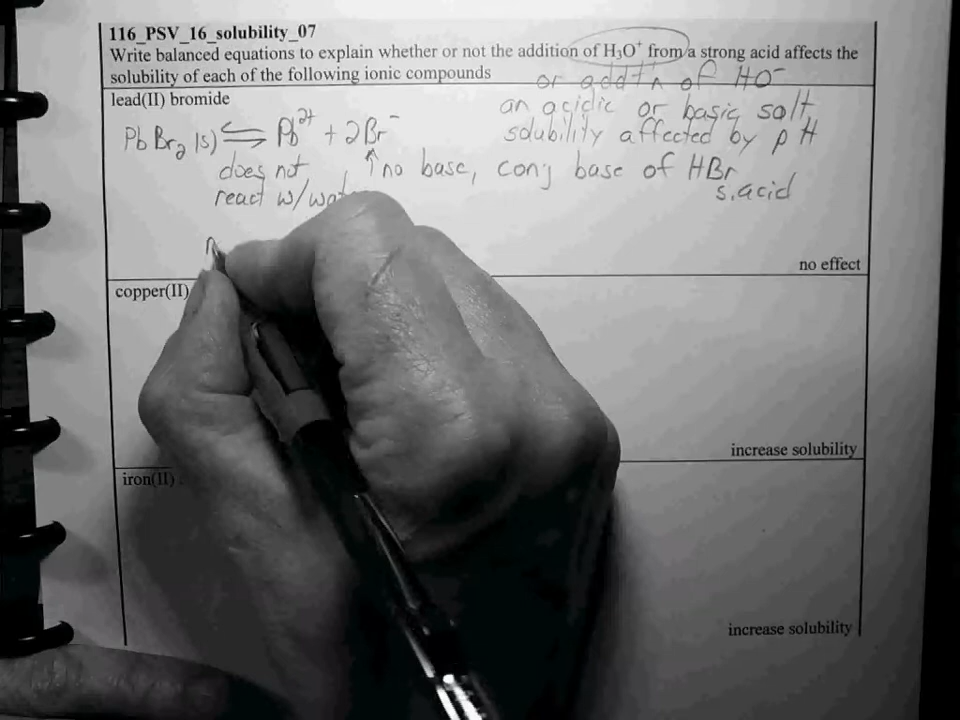 116_PSV_16_solubility_07
Write balanced equations to explain whether or not the addition of H₃O⁺ from a strong acid affects the
solubility of each of the following ionic compounds
or addtn of HO⁻
lead(II) bromide
an acidic or basic salt
PbBr₂(s) ⇌ Pb²⁺ + 2Br⁻
solubility affected by pH
does not ↑ no base, conj base of HBr
react w/
s. acid
no effect
copper(II)
increase solubility
iron(II)
increase solubility